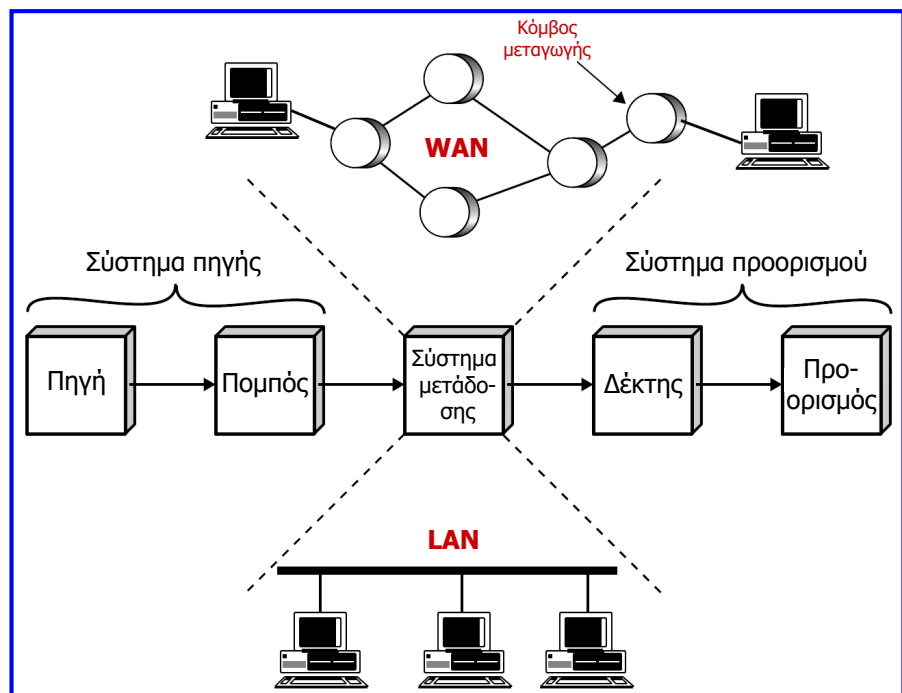 Κόμβος
μεταγωγής
WAN
Σύστημα πηγής
Σύστημα προορισμού
Πηγή
Πομπός
Σύστημα
μετάδο-
σης
Δέκτης
Προ-
ορισμός
LAN